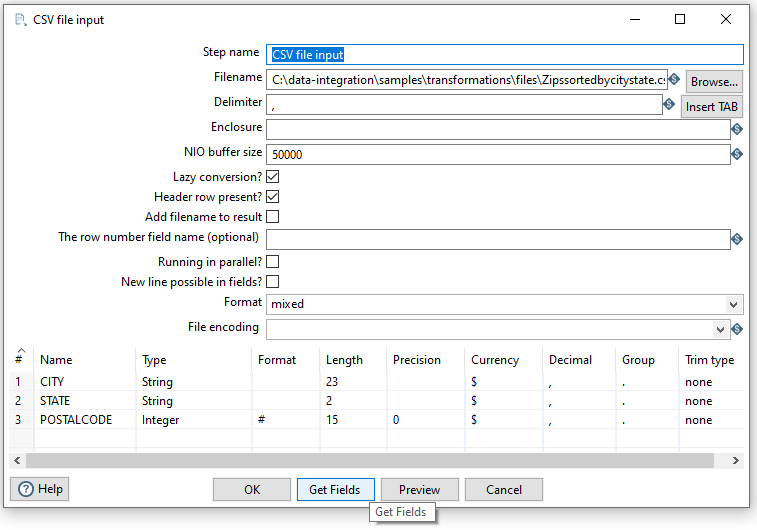 CSV file input
Step name CSV file input
Filename C:\data-integration\samples\transformations\files\Zipssortedbycitystate.cs Browse...
Delimiter , Insert TAB
Enclosure
NIO buffer size 50000
Lazy conversion?
Header row present?
Add filename to result
The row number field name (optional)
Running in parallel?
New line possible in fields?
Format mixed
File encoding
# Name Type Format Length Precision Currency Decimal Group Trim type
1 CITY String 23 $ , . none
2 STATE String 2 $ , . none
3 POSTALCODE Integer # 15 0 $ , . none
Help OK Get Fields Preview Cancel
Get Fields